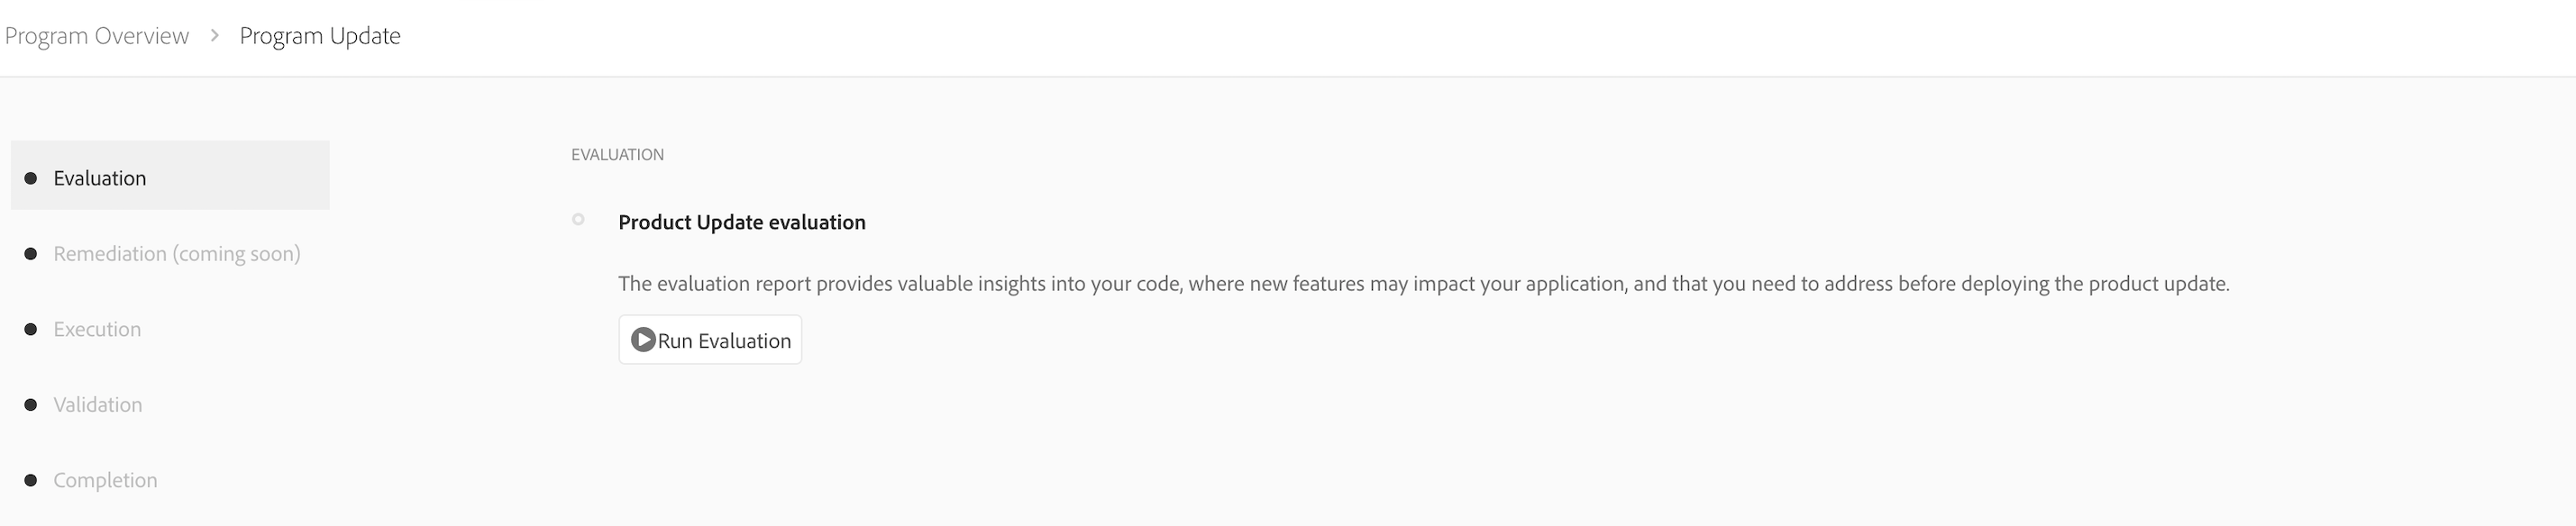 Program Overview > Program Update
Evaluation
Remediation (coming soon)
Execution
Validation
Completion
EVALUATION
Product Update evaluation
The evaluation report provides valuable insights into your code, where new features may impact your application, and that you need to address before deploying the product update.
Run Evaluation